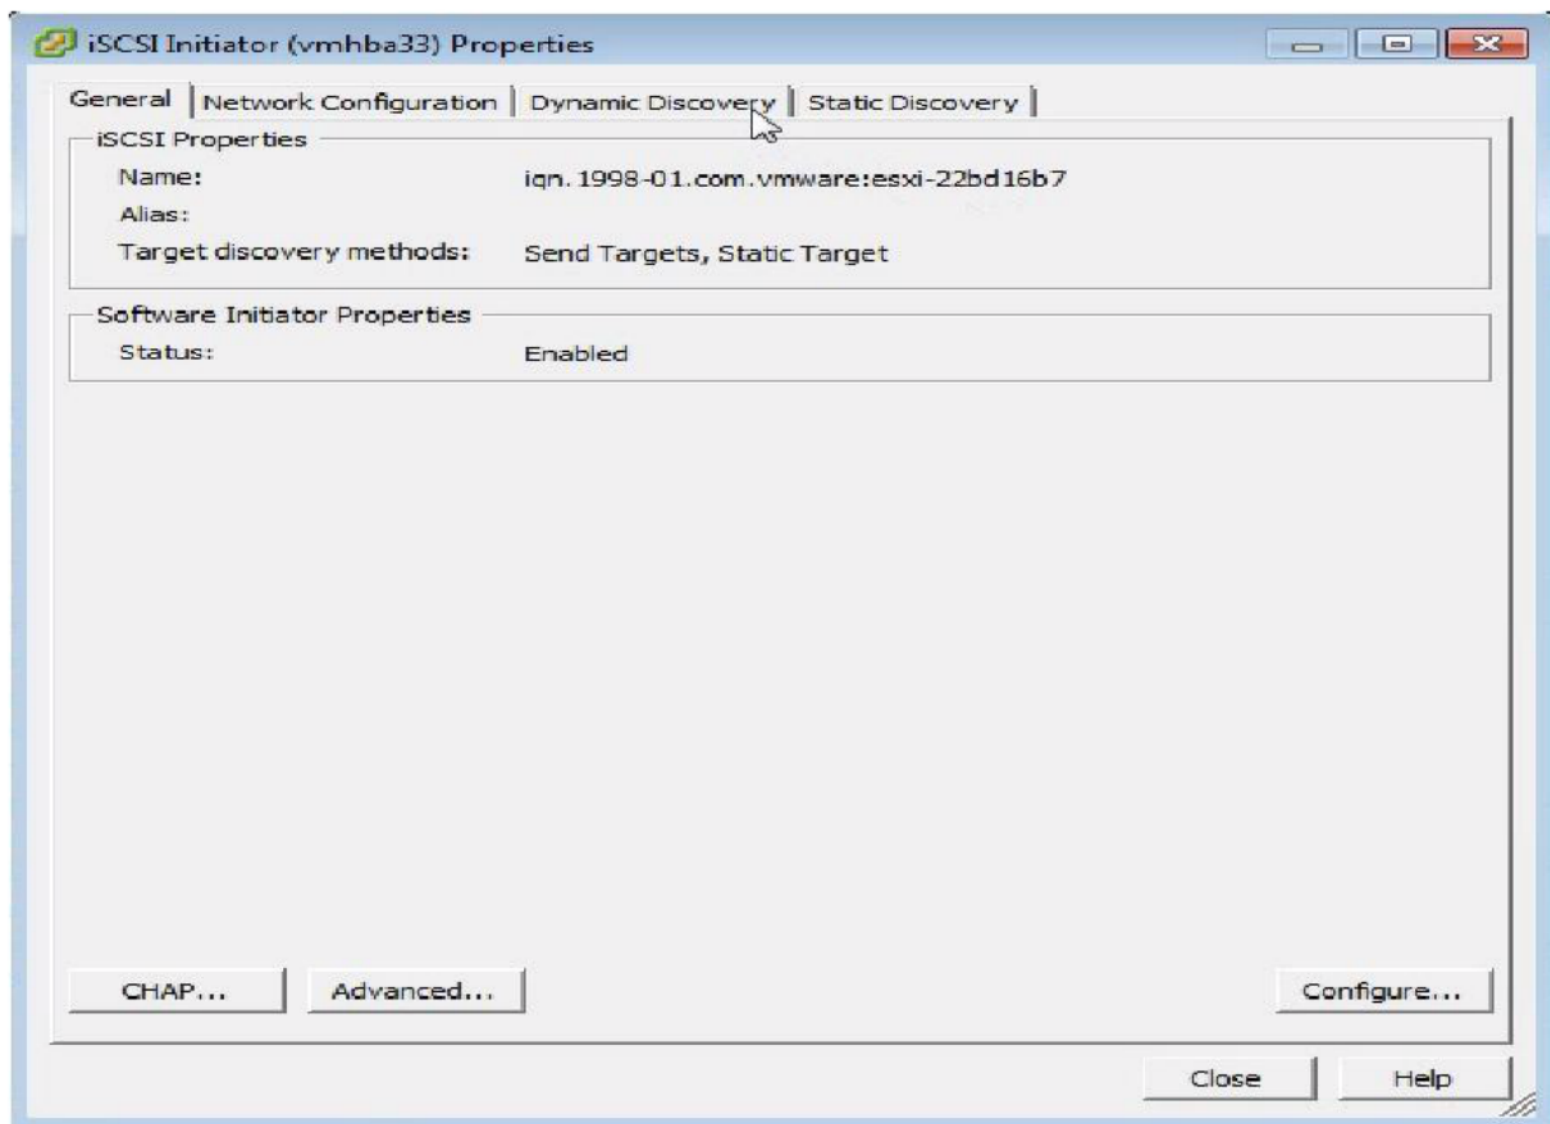 iSCSI Initiator (vmhba33) Properties
General Network Configuration Dynamic Discovery Static Discovery
iSCSI Properties
Name: iqn.1998-01.com.vmware:esxi-22bd16b7
Alias:
Target discovery methods: Send Targets, Static Target
Software Initiator Properties
Status: Enabled
CHAP... Advanced... Configure...
Close Help